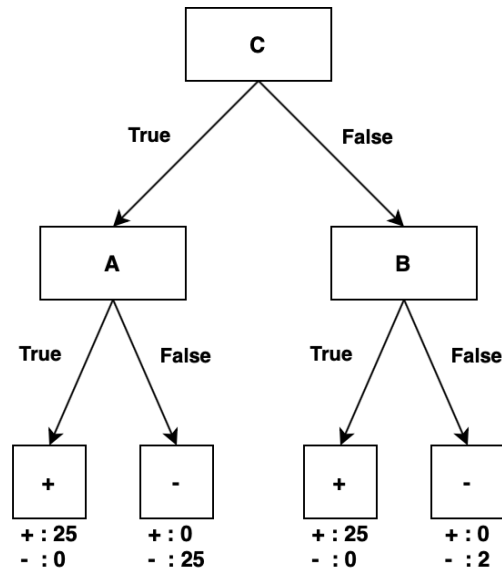 C
True False
A B
True False True False
+ - + -
+ : 25 + : 0 + : 25 + : 0
- : 0 - : 25 - : 0 - : 2